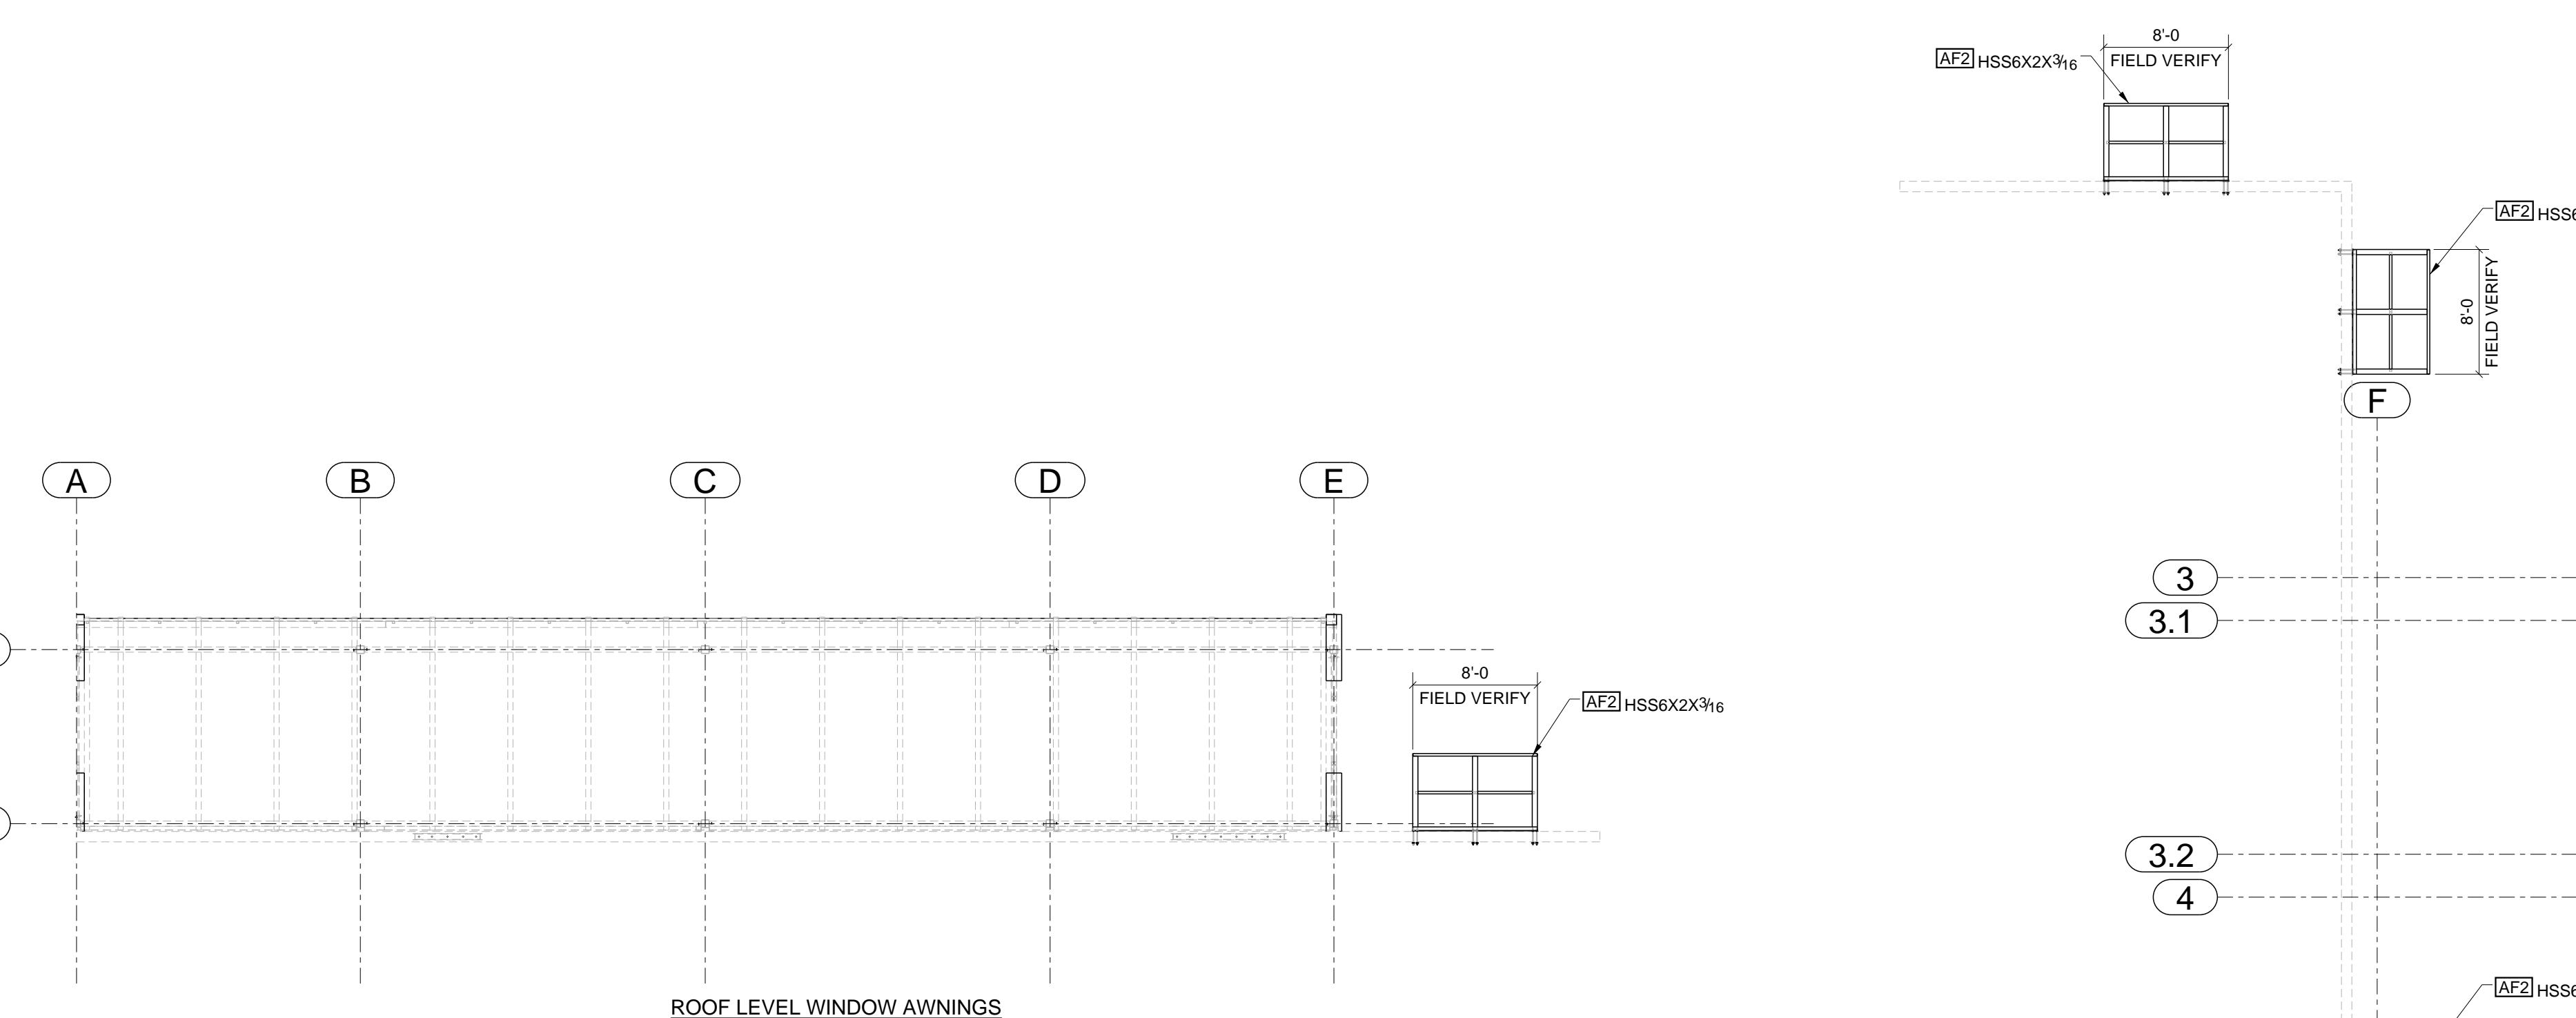 8'-0
AF2 HSS6X2X3/16
FIELD VERIFY
AF2 HSS6
8'-0
FIELD VERIFY
F
A B C D E
3
3.1
8'-0
FIELD VERIFY
AF2 HSS6X2X3/16
3.2
4
AF2 HSS6
ROOF LEVEL WINDOW AWNINGS